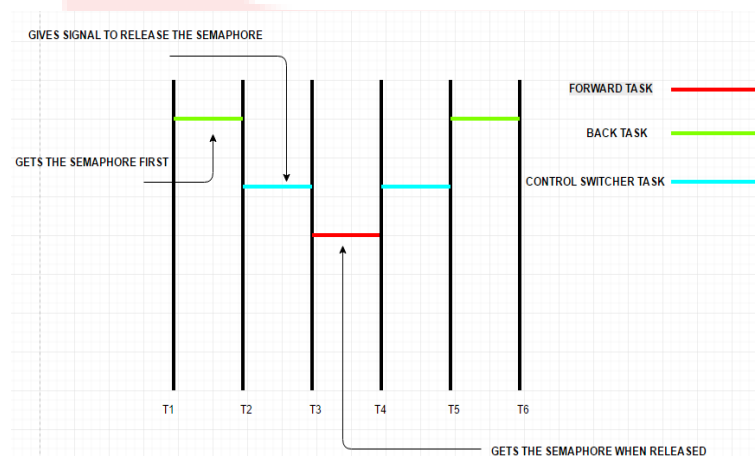 GIVES SIGNAL TO RELEASE THE SEMAPHORE
FORWARD TASK
BACK TASK
GETS THE SEMAPHORE FIRST
CONTROL SWITCHER TASK
T1 T2 T3 T4 T5 T6
GETS THE SEMAPHORE WHEN RELEASED